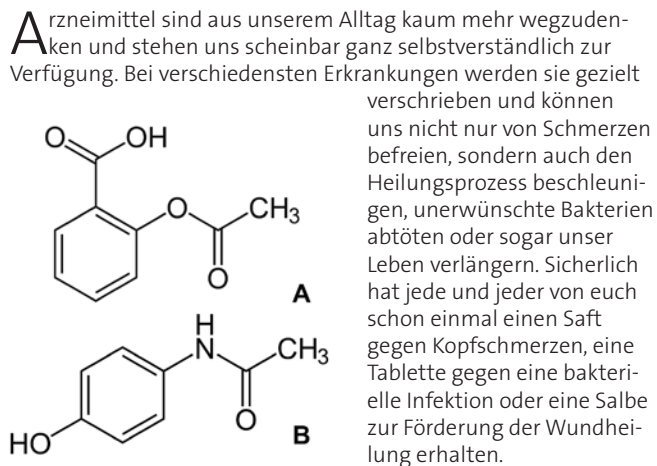 Arzneimittel sind aus unserem Alltag kaum mehr wegzuden-
ken und stehen uns scheinbar ganz selbstverständlich zur
Verfügung. Bei verschiedensten Erkrankungen werden sie gezielt
verschrieben und können
uns nicht nur von Schmerzen
befreien, sondern auch den
Heilungsprozess beschleuni-
gen, unerwünschte Bakterien
abtöten oder sogar unser
Leben verlängern. Sicherlich
hat jede und jeder von euch
schon einmal einen Saft
gegen Kopfschmerzen, eine
Tablette gegen eine bakteri-
elle Infektion oder eine Salbe
zur Förderung der Wundhei-
lung erhalten.
O
OH
O
CH3
O
A
H
N
CH3
O
HO
B